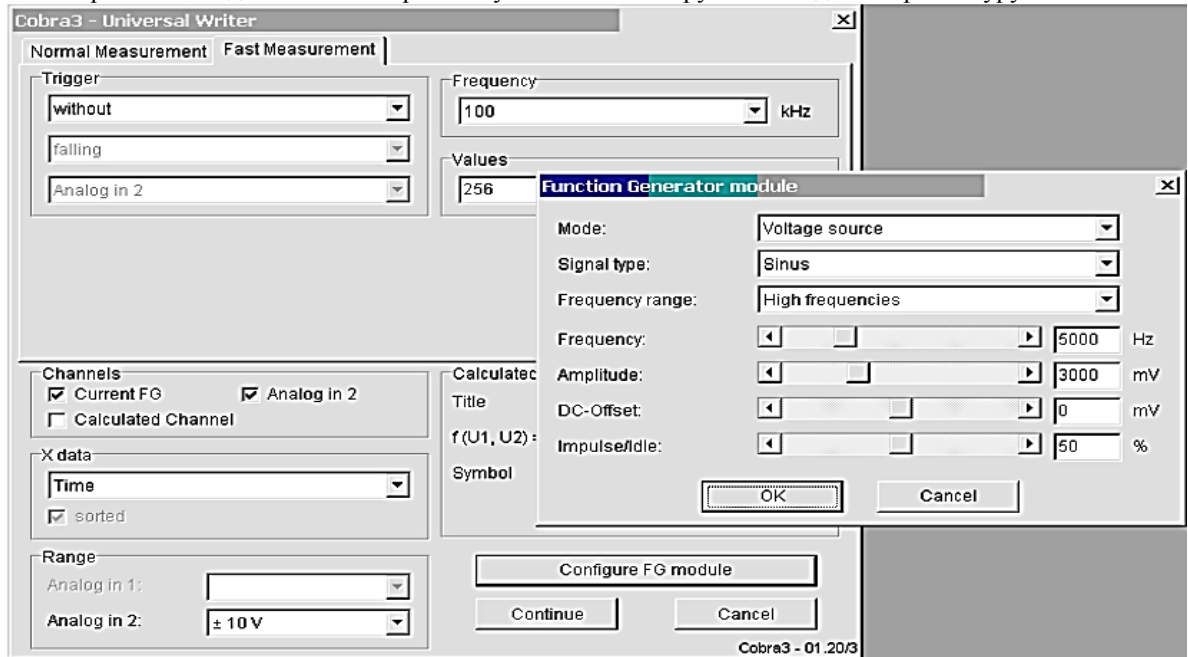 Cobra3 - Universal Writer
Normal Measurement Fast Measurement
Trigger
without
falling
Analog in 2
Frequency
100 kHz
Values
256
Function Generator module
Mode: Voltage source
Signal type: Sinus
Frequency range: High frequencies
Frequency: 5000 Hz
Amplitude: 3000 mV
DC-Offset: 0 mV
Impulse/Idle: 50 %
OK Cancel
Channels
Current FG Analog in 2
Calculated Channel
X data
Time
sorted
Calculated
Title
f (U1, U2) =
Symbol
Range
Analog in 1:
Analog in 2: ± 10 V
Configure FG module
Continue Cancel
Cobra3 - 01.20/3